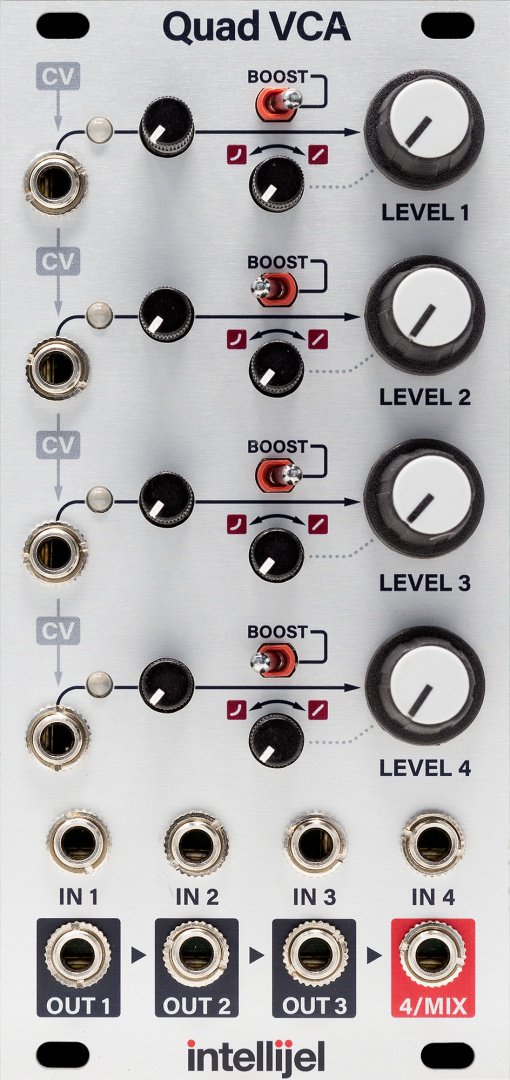 Quad VCA
CV
BOOST
LEVEL 1
CV
BOOST
LEVEL 2
CV
BOOST
LEVEL 3
CV
BOOST
LEVEL 4
IN 1 IN 2 IN 3 IN 4
OUT 1 OUT 2 OUT 3 4/MIX
intellijel